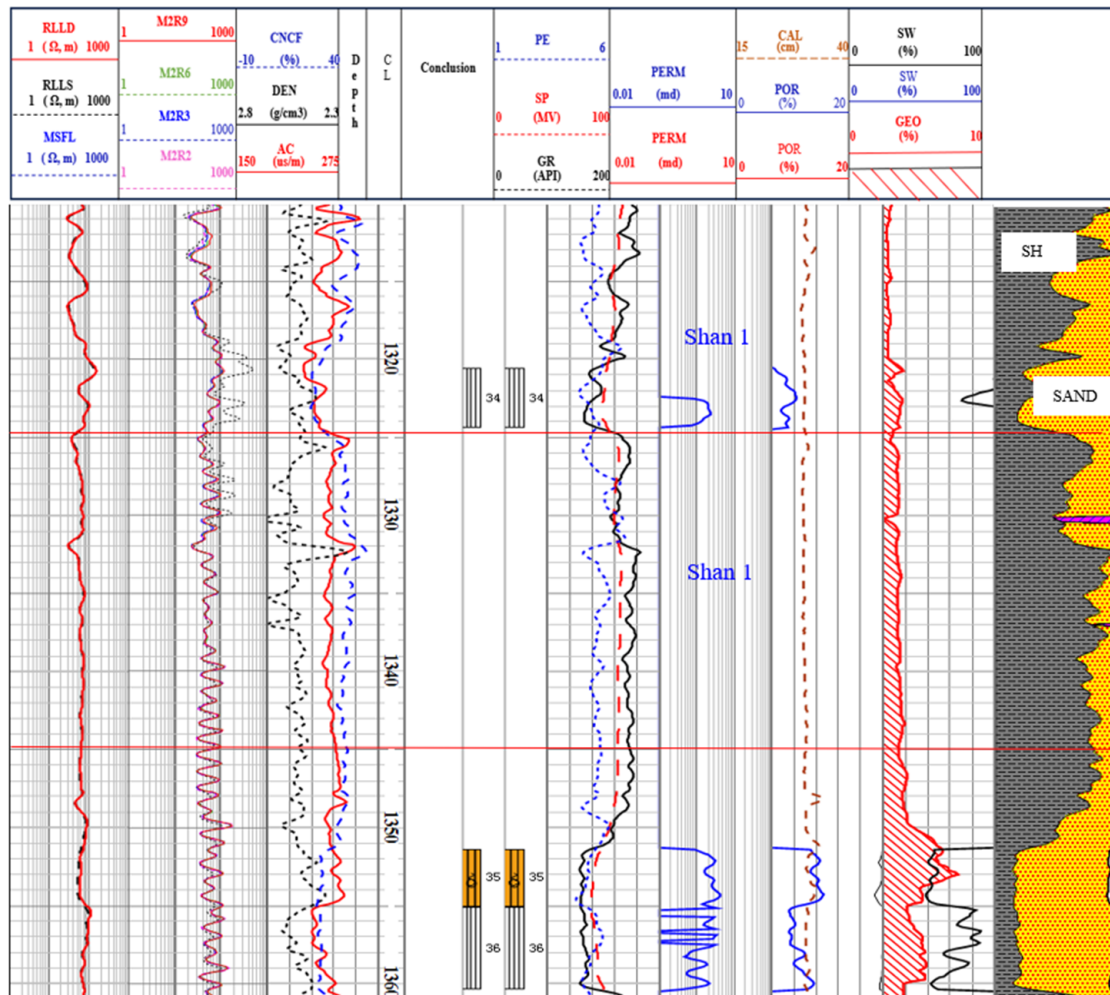 RLLD
1 (Ω, m) 1000
RLLS
1 (Ω, m) 1000
MSFL
1 (Ω, m) 1000
M2R9
1 1000
M2R6
1 1000
M2R3
1 1000
M2R2
1 1000
CNCF
-10 (%) 40
DEN
2.8 (g/cm3) 2.3
AC
150 (us/m) 275
Depth
CL
Conclusion
PE
1 6
SP
0 (MV) 100
GR
0 (API) 200
PERM
0.01 (md) 10
PERM
0.01 (md) 10
CAL
15 (cm) 40
POR
0 (%) 20
POR
0 (%) 20
SW
0 (%) 100
SW
0 (%) 100
GEO
0 (%) 10
SH
Shan 1
1320
34 34
SAND
1330
Shan 1
1340
1350
35 35
36 36
1360